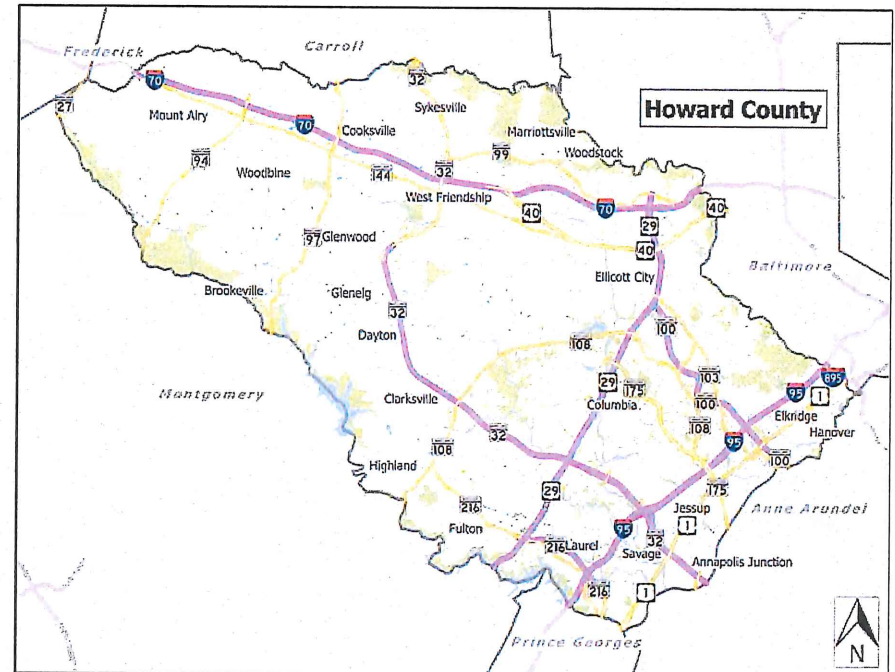 Frederick
Carroll
Howard County
27
70
Mount Airy
94
Woodbine
70
Cooksville
144
32
Sykesville
Marriottsville
99
Woodstock
32
West Friendship
40
70
29
40
40
Baltimore
Ellicott City
97
Glenwood
Brookeville
Glenelg
32
Dayton
100
108
Montgomery
Clarksville
29
175
Columbia
103
100
108
95
895
1
Elkridge
Hanover
95
100
108
32
Highland
29
175
Anne Arundel
216
Fulton
Jessup
1
95
216
Laurel
Savage
32
Annapolis Junction
216
1
Prince Georges
N